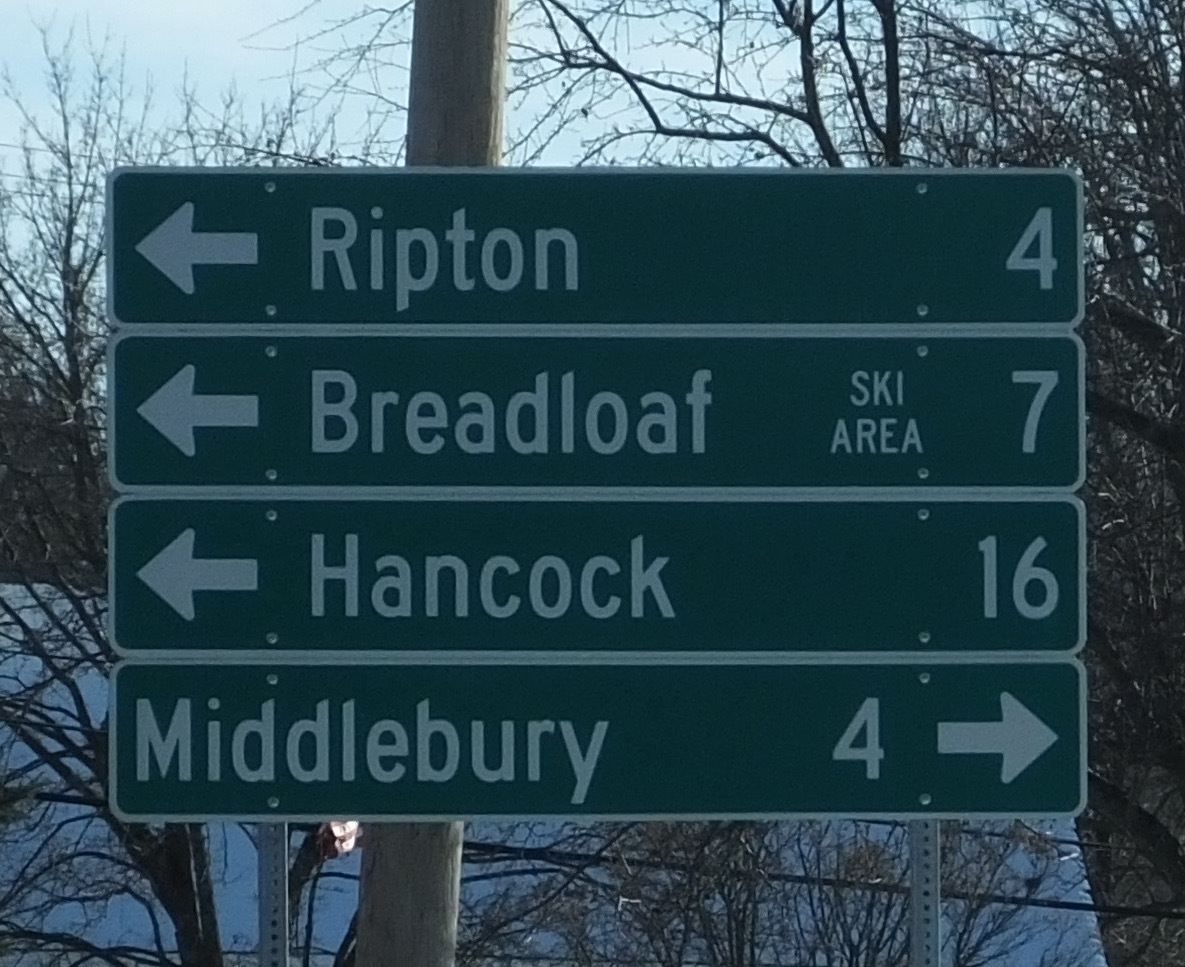 Ripton 4
Breadloaf SKI AREA 7
Hancock 16
Middlebury 4